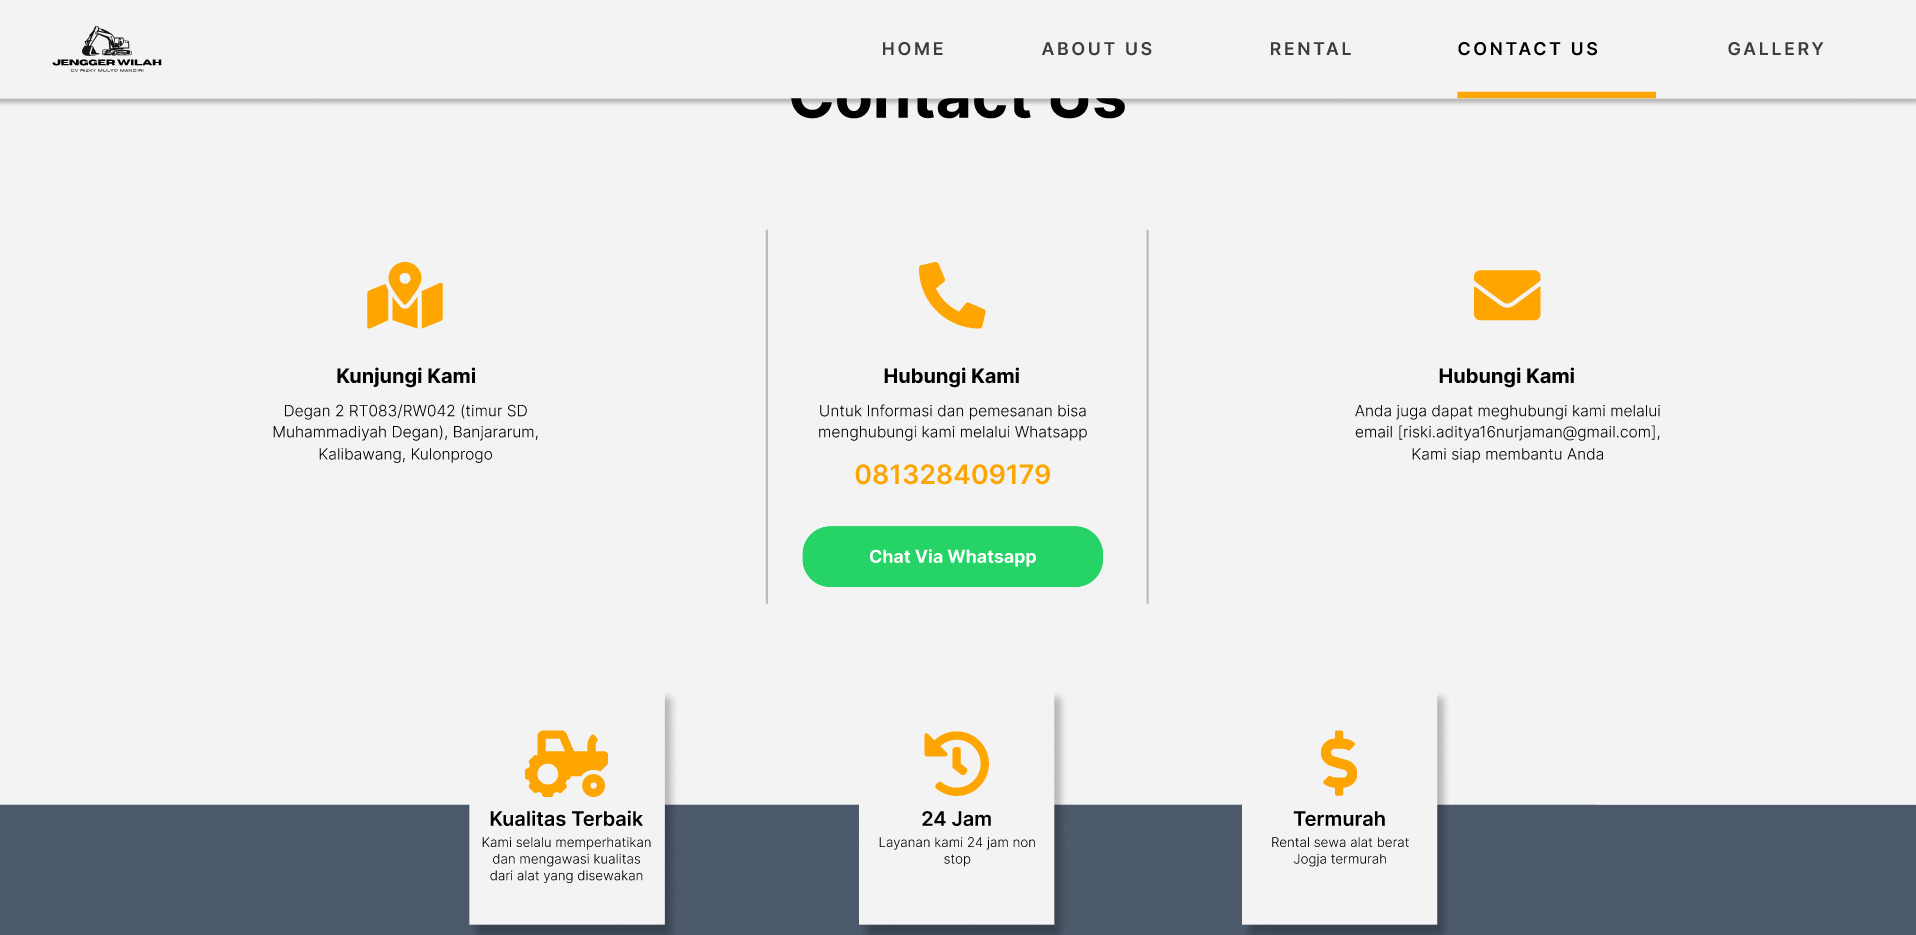 JENGGER WILAH
CV RIZKY MULYO MANDIRI
HOME
ABOUT US
RENTAL
CONTACT US
GALLERY
Contact Us
Kunjungi Kami
Degan 2 RT083/RW042 (timur SD
Muhammadiyah Degan), Banjararum,
Kalibawang, Kulonprogo
Hubungi Kami
Untuk Informasi dan pemesanan bisa
menghubungi kami melalui Whatsapp
081328409179
Chat Via Whatsapp
Hubungi Kami
Anda juga dapat meghubungi kami melalui
email [riski.aditya16nurjaman@gmail.com],
Kami siap membantu Anda
Kualitas Terbaik
Kami selalu memperhatikan
dan mengawasi kualitas
dari alat yang disewakan
24 Jam
Layanan kami 24 jam non
stop
Termurah
Rental sewa alat berat
Jogja termurah